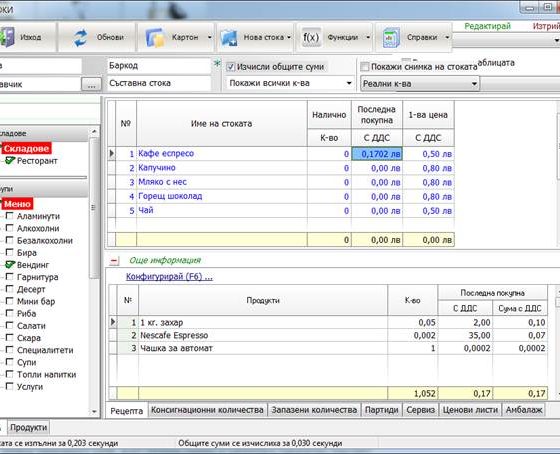 ОКИ
Редактирай Изтрий
Изход Обнови Картон Нова стока f(x) Функции Справки
Баркод * Изчисли общите суми Покажи снимка на стоката
авчик ... Съставна стока Покажи всички к-ва Реални к-ва
Складове
Ресторант
№ Име на стоката Налично Последна покупна 1-ва цена
К-во С ДДС С ДДС
1 Кафе еспресо 0 0,1702 лв 0,50 лв
2 Капучино 0 0,00 лв 0,80 лв
3 Мляко с нес 0 0,00 лв 0,80 лв
4 Горещ шоколад 0 0,00 лв 0,80 лв
5 Чай 0 0,00 лв 0,50 лв
0 0,00 лв 0,00 лв
Меню
Аламинути
Алкохолни
Безалкохолни
Бира
Вендинг
Гарнитура
Десерт
Мини бар
Риба
Салати
Скара
Специалитети
Супи
Топли напитки
Услуги
Още информация
Конфигурирай (F6) ...
№ Продукти К-во Последна покупна
С ДДС Сума с ДДС
1 1 кг. захар 0,05 2,00 0,10
2 Nescafe Espresso 0,002 35,00 0,07
3 Чашка за автомат 1 0,0002 0,0002
1,052 0,17 0,17
Рецепта Консигнационни количества Запазени количества Партиди Сервиз Ценови листи Амбалаж
Продукти
ката се изпълни за 0,203 секунди Общите суми се изчислиха за 0,030 секунди